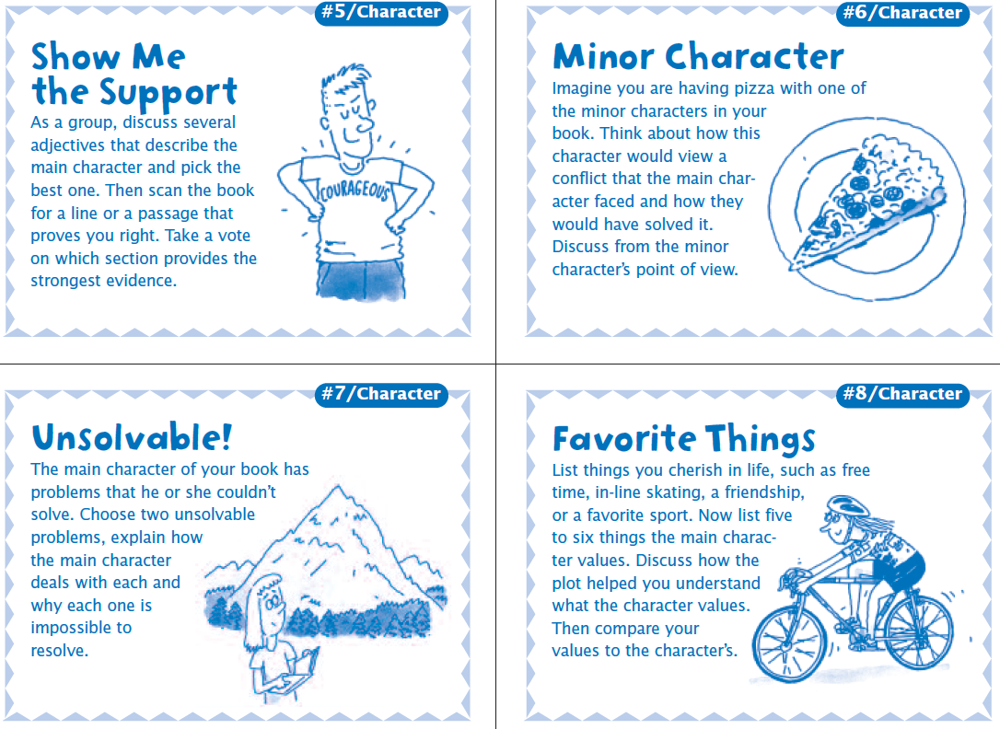 #5/Character
Show Me
the Support
As a group, discuss several
adjectives that describe the
main character and pick the
best one. Then scan the book
for a line or a passage that
proves you right. Take a vote
on which section provides the
strongest evidence.
COURAGEOUS
#6/Character
Minor Character
Imagine you are having pizza with one of
the minor characters in your
book. Think about how this
character would view a
conflict that the main char-
acter faced and how they
would have solved it.
Discuss from the minor
character's point of view.
#7/Character
Unsolvable!
The main character of your book has
problems that he or she couldn't
solve. Choose two unsolvable
problems, explain how
the main character
deals with each and
why each one is
impossible to
resolve.
#8/Character
Favorite Things
List things you cherish in life, such as free
time, in-line skating, a friendship,
or a favorite sport. Now list five
to six things the main charac-
ter values. Discuss how the
plot helped you understand
what the character values.
Then compare your
values to the character's.